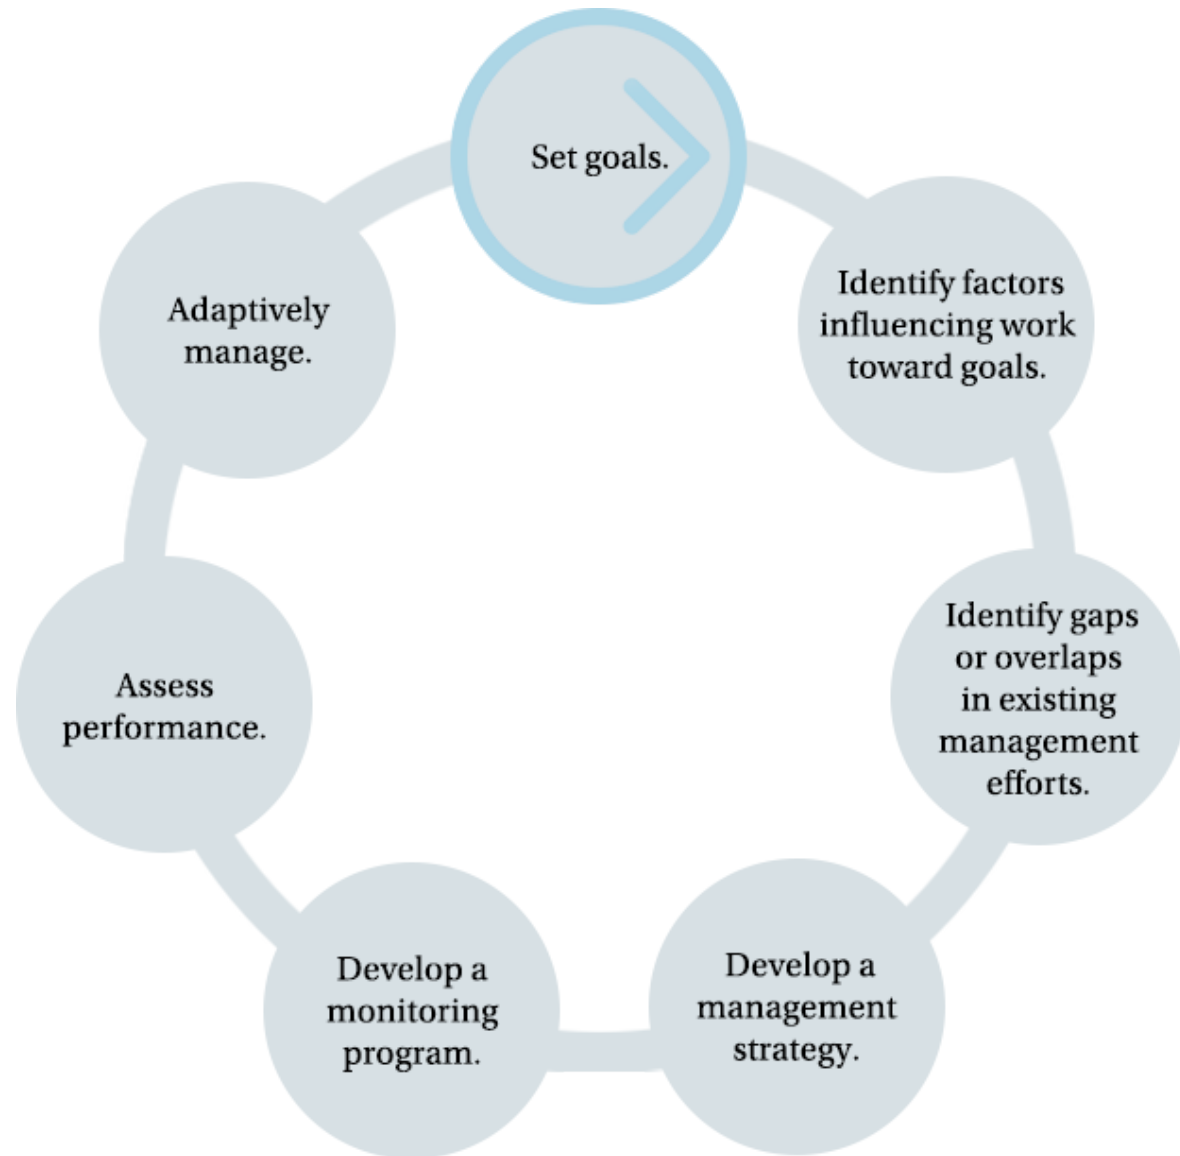 Set goals.
Identify factors
influencing work
toward goals.
Identify gaps
or overlaps
in existing
management
efforts.
Develop a
management
strategy.
Develop a
monitoring
program.
Assess
performance.
Adaptively
manage.